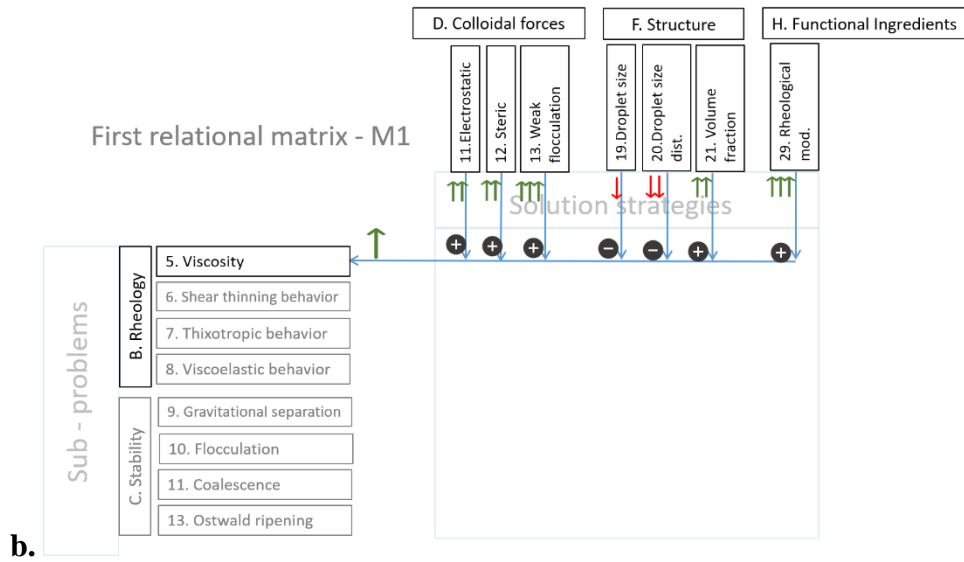 D. Colloidal forces
F. Structure
H. Functional Ingredients
11.Electrostatic
12. Steric
13. Weak
flocculation
19.Droplet size
20.Droplet size
dist.
21. Volume
fraction
29. Rheological
mod.
First relational matrix - M1
Solution strategies
Sub - problems
B. Rheology
5. Viscosity
6. Shear thinning behavior
7. Thixotropic behavior
8. Viscoelastic behavior
C. Stability
9. Gravitational separation
10. Flocculation
11. Coalescence
13. Ostwald ripening
b.